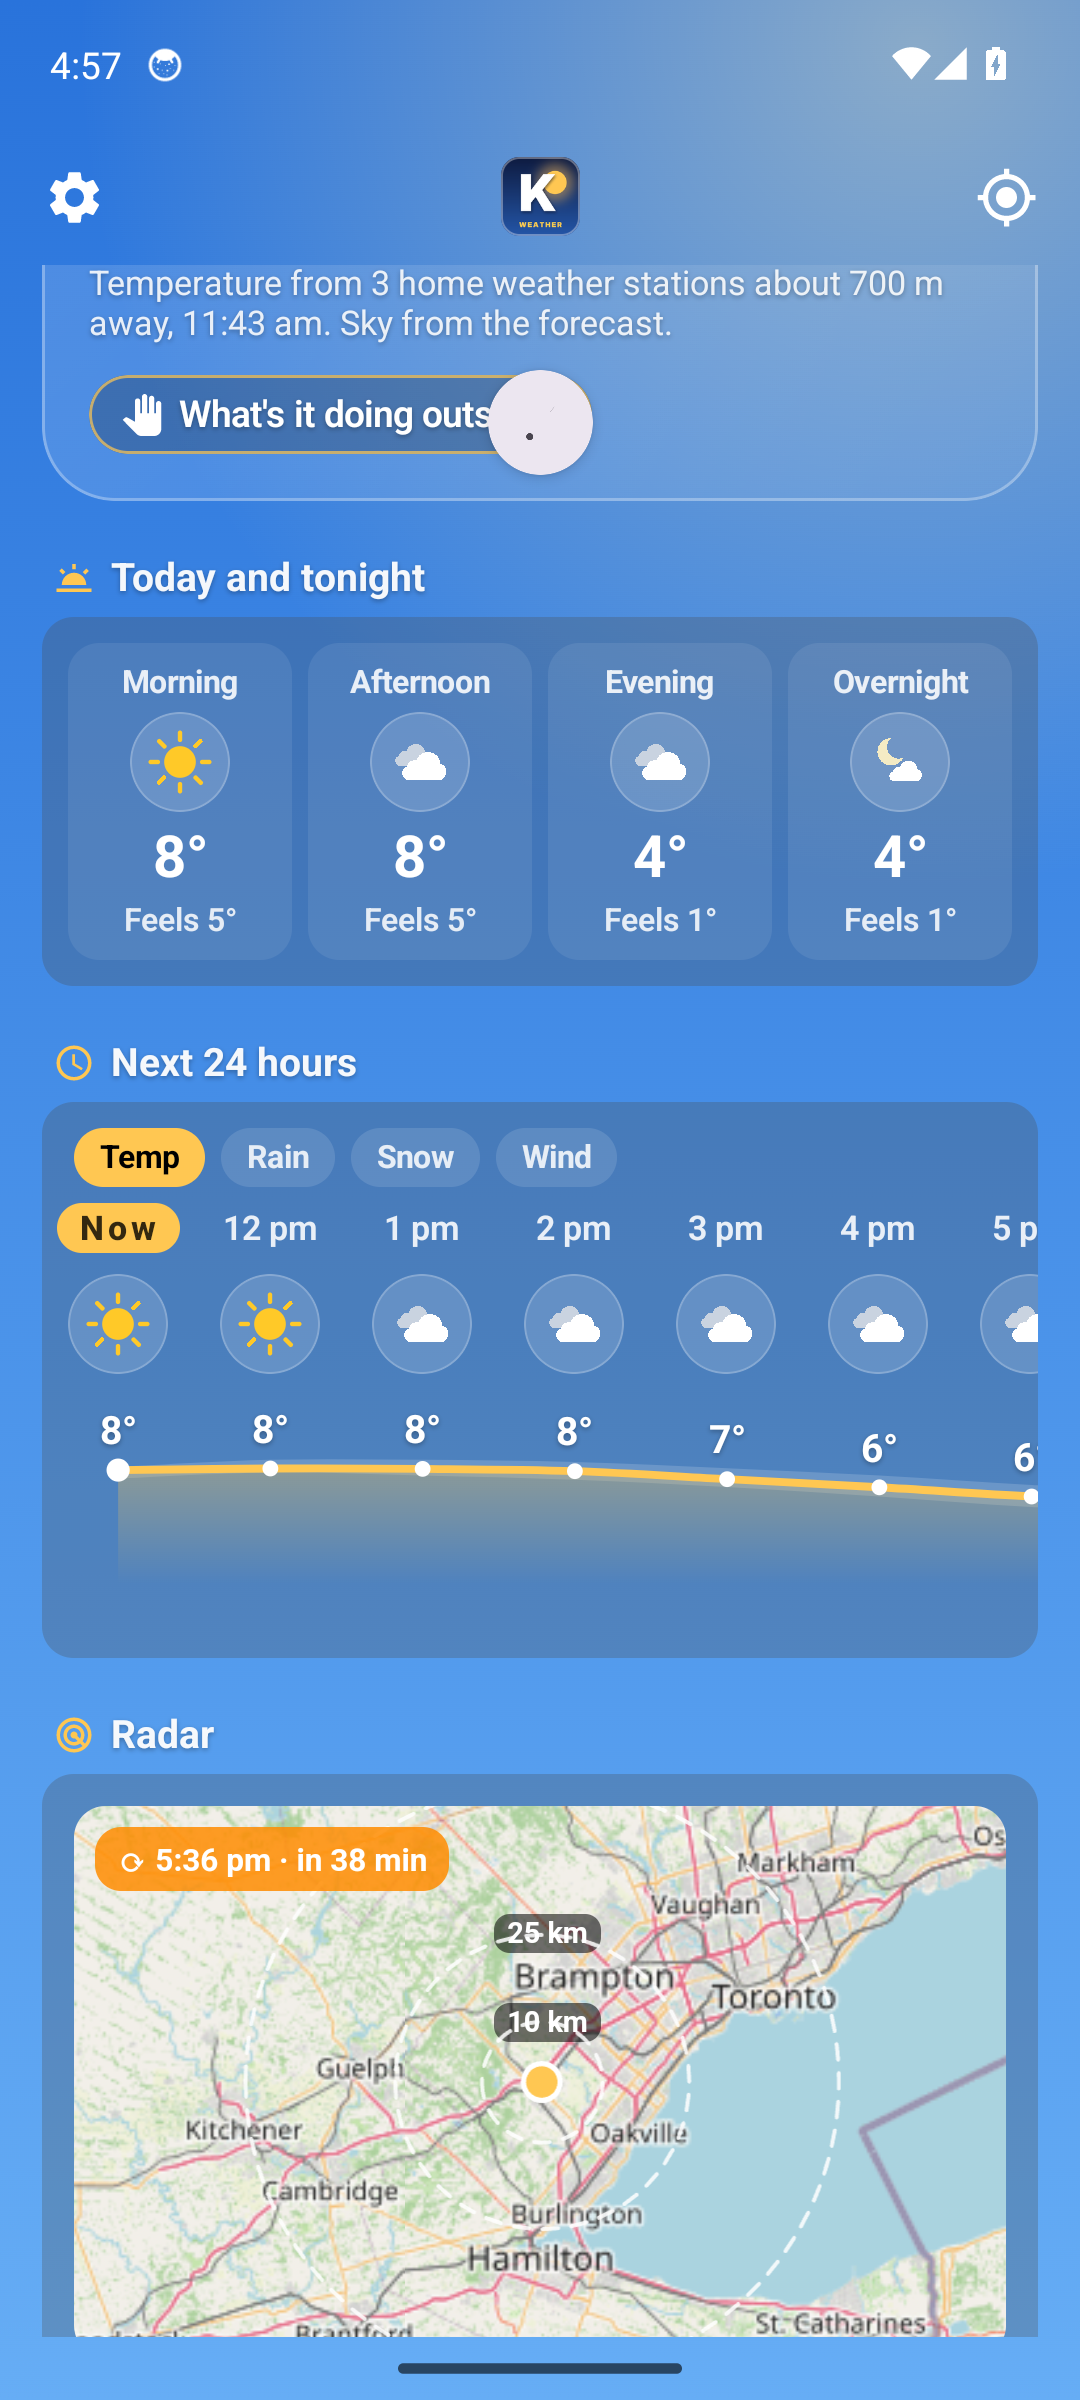 4:57
K
WEATHER
Temperature from 3 home weather stations about 700 m
away, 11:43 am. Sky from the forecast.
What's it doing outs
Today and tonight
Morning Afternoon Evening Overnight
8° 8° 4° 4°
Feels 5° Feels 5° Feels 1° Feels 1°
Next 24 hours
Temp Rain Snow Wind
Now 12 pm 1 pm 2 pm 3 pm 4 pm 5 p
8° 8° 8° 8° 7° 6° 6°
Radar
5:36 pm · in 38 min
Os
Markham
Vaughan
25 km
Brampton
Toronto
10 km
Guelph
Kitchener
Oakville
Cambridge
Burlington
Hamilton
St. Catharines
Brantford